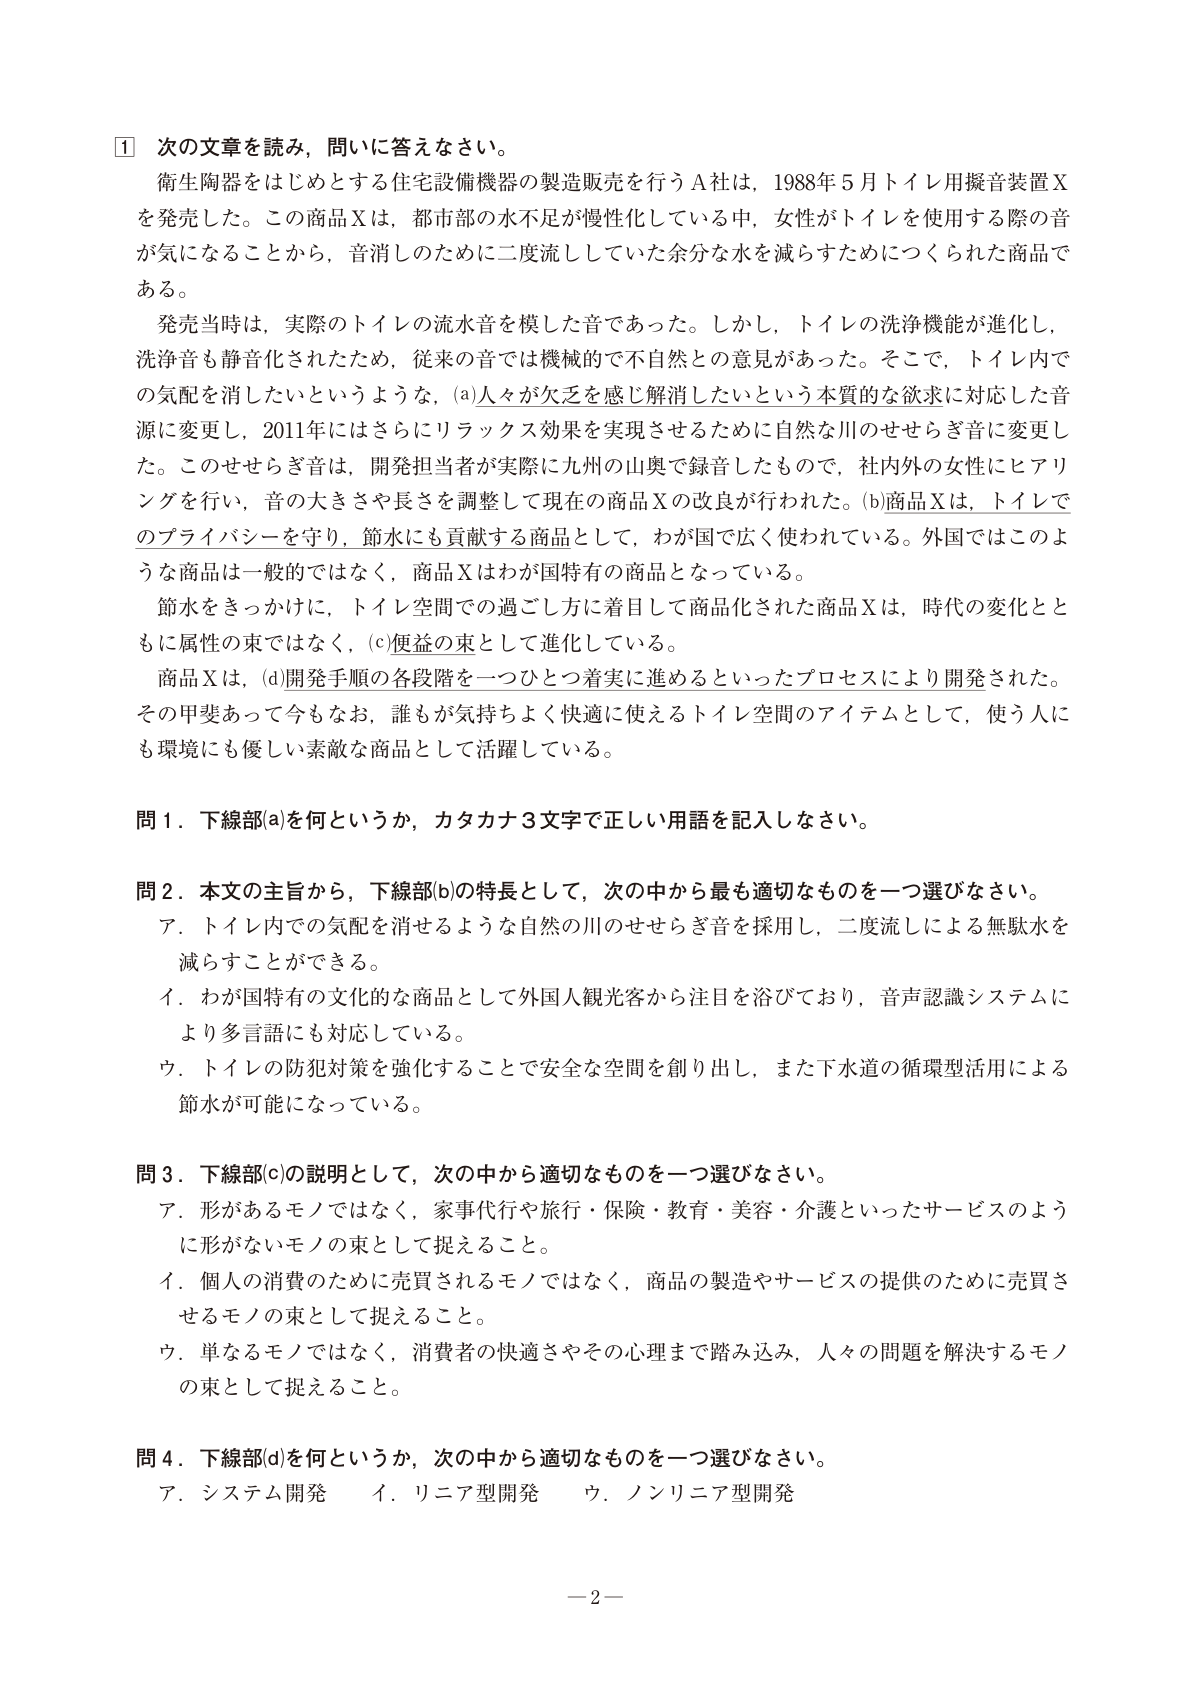 1 次の文章を読み，問いに答えなさい。
衛生陶器をはじめとする住宅設備機器の製造販売を行うＡ社は，1988年５月トイレ用擬音装置Ｘ
を発売した。この商品Ｘは，都市部の水不足が慢性化している中，女性がトイレを使用する際の音
が気になることから，音消しのために二度流ししていた余分な水を減らすためにつくられた商品で
ある。
発売当時は，実際のトイレの流水音を模した音であった。しかし，トイレの洗浄機能が進化し，
洗浄音も静音化されたため，従来の音では機械的で不自然との意見があった。そこで，トイレ内で
の気配を消したいというような，(a)人々が欠乏を感じ解消したいという本質的な欲求に対応した音
源に変更し，2011年にはさらにリラックス効果を実現させるために自然な川のせせらぎ音に変更し
た。このせせらぎ音は，開発担当者が実際に九州の山奥で録音したもので，社内外の女性にヒアリ
ングを行い，音の大きさや長さを調整して現在の商品Ｘの改良が行われた。(b)商品Ｘは，トイレで
のプライバシーを守り，節水にも貢献する商品として，わが国で広く使われている。外国ではこのよ
うな商品は一般的ではなく，商品Ｘはわが国特有の商品となっている。
節水をきっかけに，トイレ空間での過ごし方に着目して商品化された商品Ｘは，時代の変化とと
もに属性の束ではなく，(c)便益の束として進化している。
商品Ｘは，(d)開発手順の各段階を一つひとつ着実に進めるといったプロセスにより開発された。
その甲斐あって今もなお，誰もが気持ちよく快適に使えるトイレ空間のアイテムとして，使う人に
も環境にも優しい素敵な商品として活躍している。
問１．下線部(a)を何というか，カタカナ３文字で正しい用語を記入しなさい。
問２．本文の主旨から，下線部(b)の特長として，次の中から最も適切なものを一つ選びなさい。
ア．トイレ内での気配を消せるような自然の川のせせらぎ音を採用し，二度流しによる無駄水を
減らすことができる。
イ．わが国特有の文化的な商品として外国人観光客から注目を浴びており，音声認識システムに
より多言語にも対応している。
ウ．トイレの防犯対策を強化することで安全な空間を創り出し，また下水道の循環型活用による
節水が可能になっている。
問３．下線部(c)の説明として，次の中から適切なものを一つ選びなさい。
ア．形があるモノではなく，家事代行や旅行・保険・教育・美容・介護といったサービスのよう
に形がないモノの束として捉えること。
イ．個人の消費のために売買されるモノではなく，商品の製造やサービスの提供のために売買さ
せるモノの束として捉えること。
ウ．単なるモノではなく，消費者の快適さやその心理まで踏み込み，人々の問題を解決するモノ
の束として捉えること。
問４．下線部(d)を何というか，次の中から適切なものを一つ選びなさい。
ア．システム開発　　イ．リニア型開発　　ウ．ノンリニア型開発
― 2 ―